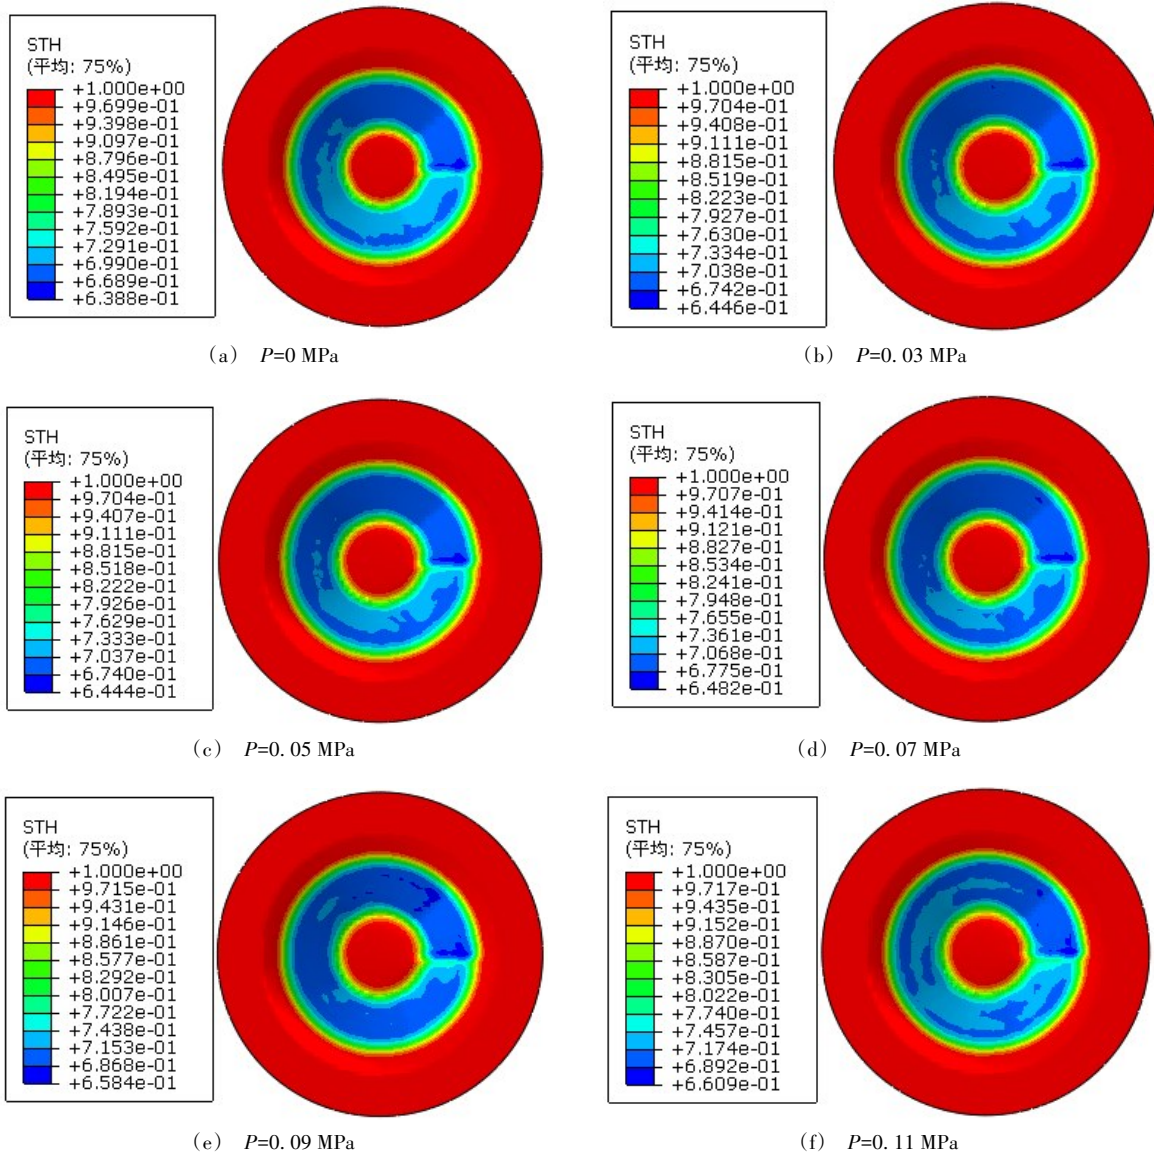 STH
(平均: 75%)
+1.000e+00
+9.699e-01
+9.398e-01
+9.097e-01
+8.796e-01
+8.495e-01
+8.194e-01
+7.893e-01
+7.592e-01
+7.291e-01
+6.990e-01
+6.689e-01
+6.388e-01
(a) P=0 MPa
STH
(平均: 75%)
+1.000e+00
+9.704e-01
+9.408e-01
+9.111e-01
+8.815e-01
+8.519e-01
+8.223e-01
+7.927e-01
+7.630e-01
+7.334e-01
+7.038e-01
+6.742e-01
+6.446e-01
(b) P=0. 03 MPa
STH
(平均: 75%)
+1.000e+00
+9.704e-01
+9.407e-01
+9.111e-01
+8.815e-01
+8.518e-01
+8.222e-01
+7.926e-01
+7.629e-01
+7.333e-01
+7.037e-01
+6.740e-01
+6.444e-01
(c) P=0. 05 MPa
STH
(平均: 75%)
+1.000e+00
+9.707e-01
+9.414e-01
+9.121e-01
+8.827e-01
+8.534e-01
+8.241e-01
+7.948e-01
+7.655e-01
+7.361e-01
+7.068e-01
+6.775e-01
+6.482e-01
(d) P=0. 07 MPa
STH
(平均: 75%)
+1.000e+00
+9.715e-01
+9.431e-01
+9.146e-01
+8.861e-01
+8.577e-01
+8.292e-01
+8.007e-01
+7.722e-01
+7.438e-01
+7.153e-01
+6.868e-01
+6.584e-01
(e) P=0. 09 MPa
STH
(平均: 75%)
+1.000e+00
+9.717e-01
+9.435e-01
+9.152e-01
+8.870e-01
+8.587e-01
+8.305e-01
+8.022e-01
+7.740e-01
+7.457e-01
+7.174e-01
+6.892e-01
+6.609e-01
(f) P=0. 11 MPa